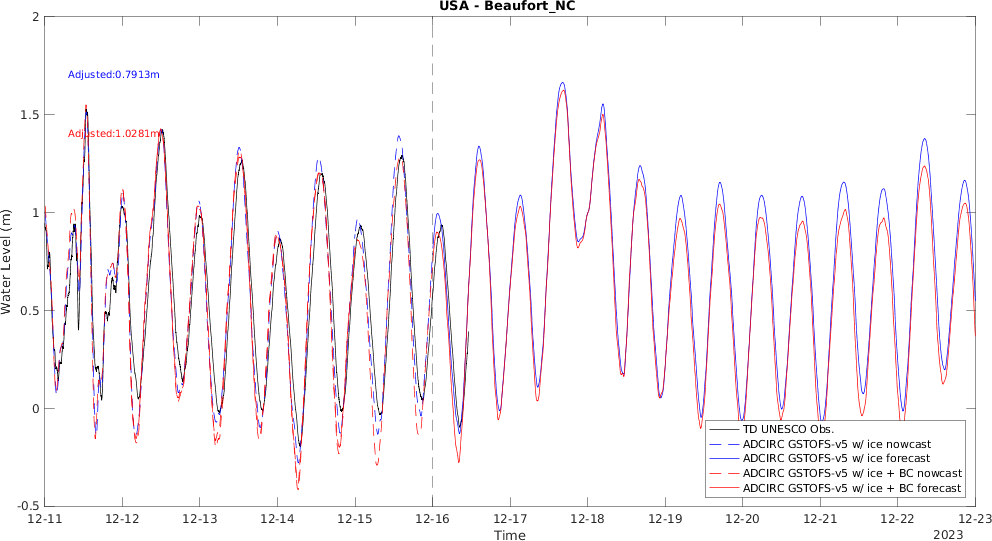 USA - Beaufort_NC
2
1.5
1
0.5
0
-0.5
Water Level (m)
Adjusted:0.7913m
Adjusted:1.0281m
TD UNESCO Obs.
ADCIRC GSTOFS-v5 w/ ice nowcast
ADCIRC GSTOFS-v5 w/ ice forecast
ADCIRC GSTOFS-v5 w/ ice + BC nowcast
ADCIRC GSTOFS-v5 w/ ice + BC forecast
12-11 12-12 12-13 12-14 12-15 12-16 12-17 12-18 12-19 12-20 12-21 12-22 12-23
Time
2023